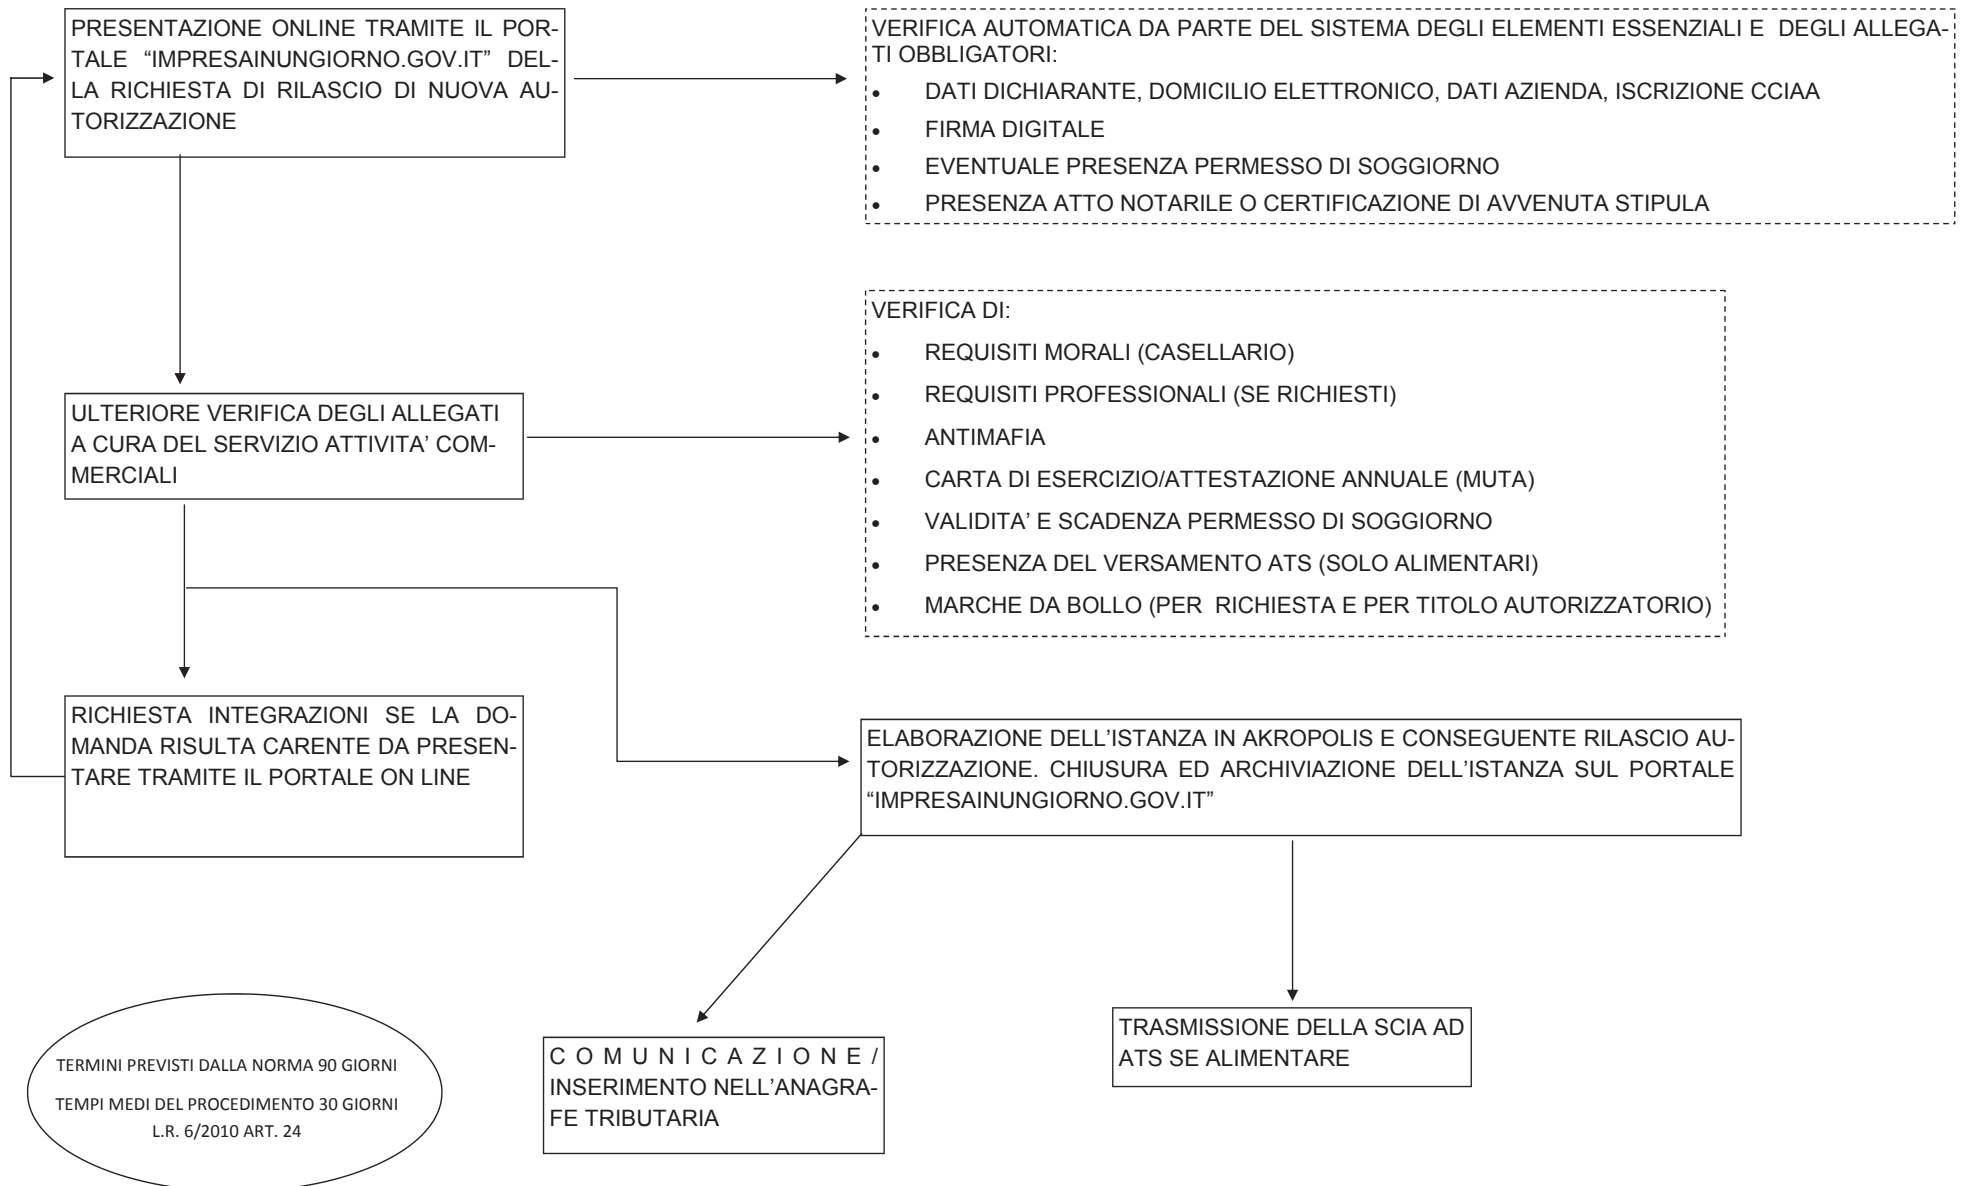 PRESENTAZIONE ONLINE TRAMITE IL POR-
TALE “IMPRESAINUNGIORNO.GOV.IT” DEL-
LA RICHIESTA DI RILASCIO DI NUOVA AU-
TORIZZAZIONE
VERIFICA AUTOMATICA DA PARTE DEL SISTEMA DEGLI ELEMENTI ESSENZIALI E DEGLI ALLEGA-
TI OBBLIGATORI:
• DATI DICHIARANTE, DOMICILIO ELETTRONICO, DATI AZIENDA, ISCRIZIONE CCIAA
• FIRMA DIGITALE
• EVENTUALE PRESENZA PERMESSO DI SOGGIORNO
• PRESENZA ATTO NOTARILE O CERTIFICAZIONE DI AVVENUTA STIPULA
ULTERIORE VERIFICA DEGLI ALLEGATI
A CURA DEL SERVIZIO ATTIVITA’ COM-
MERCIALI
VERIFICA DI:
• REQUISITI MORALI (CASELLARIO)
• REQUISITI PROFESSIONALI (SE RICHIESTI)
• ANTIMAFIA
• CARTA DI ESERCIZIO/ATTESTAZIONE ANNUALE (MUTA)
• VALIDITA’ E SCADENZA PERMESSO DI SOGGIORNO
• PRESENZA DEL VERSAMENTO ATS (SOLO ALIMENTARI)
• MARCHE DA BOLLO (PER RICHIESTA E PER TITOLO AUTORIZZATORIO)
RICHIESTA INTEGRAZIONI SE LA DO-
MANDA RISULTA CARENTE DA PRESEN-
TARE TRAMITE IL PORTALE ON LINE
ELABORAZIONE DELL’ISTANZA IN AKROPOLIS E CONSEGUENTE RILASCIO AU-
TORIZZAZIONE. CHIUSURA ED ARCHIVIAZIONE DELL’ISTANZA SUL PORTALE
“IMPRESAINUNGIORNO.GOV.IT”
TERMINI PREVISTI DALLA NORMA 90 GIORNI
TEMPI MEDI DEL PROCEDIMENTO 30 GIORNI
L.R. 6/2010 ART. 24
COMUNICAZIONE/
INSERIMENTO NELL’ANAGRA-
FE TRIBUTARIA
TRASMISSIONE DELLA SCIA AD
ATS SE ALIMENTARE